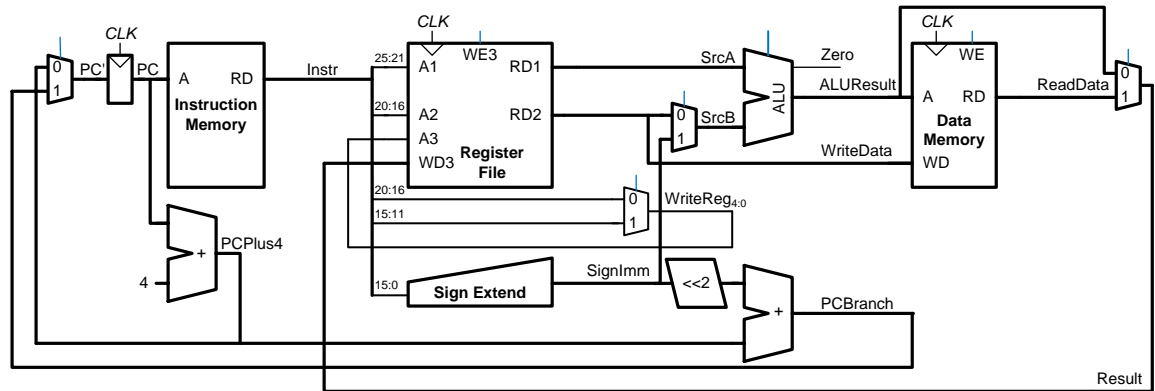 CLK
CLK
CLK
0
1
PC'
PC
A
RD
Instruction
Memory
Instr
25:21
20:16
A1
A2
A3
WD3
WE3
RD1
RD2
Register
File
20:16
15:11
15:0
0
1
WriteReg4:0
Sign Extend
SignImm
<<2
SrcA
0
1
SrcB
ALU
Zero
ALUResult
WriteData
A
RD
WE
Data
Memory
WD
ReadData
0
1
4
+
PCPlus4
+
PCBranch
Result